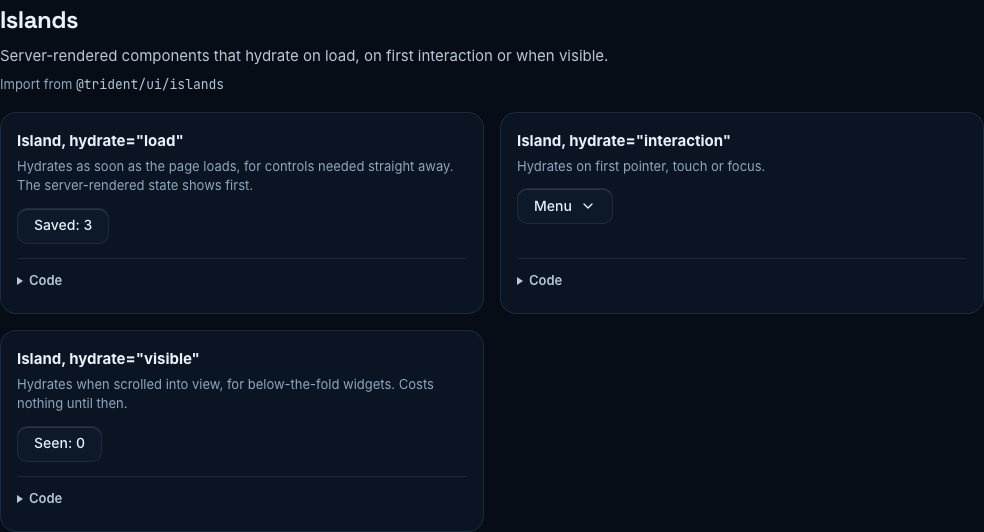 Islands
Server-rendered components that hydrate on load, on first interaction or when visible.
Import from @trident/ui/islands
Island, hydrate="load"
Hydrates as soon as the page loads, for controls needed straight away.
The server-rendered state shows first.
Saved: 3
Code
Island, hydrate="interaction"
Hydrates on first pointer, touch or focus.
Menu
Code
Island, hydrate="visible"
Hydrates when scrolled into view, for below-the-fold widgets. Costs
nothing until then.
Seen: 0
Code